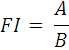 FI = A/B